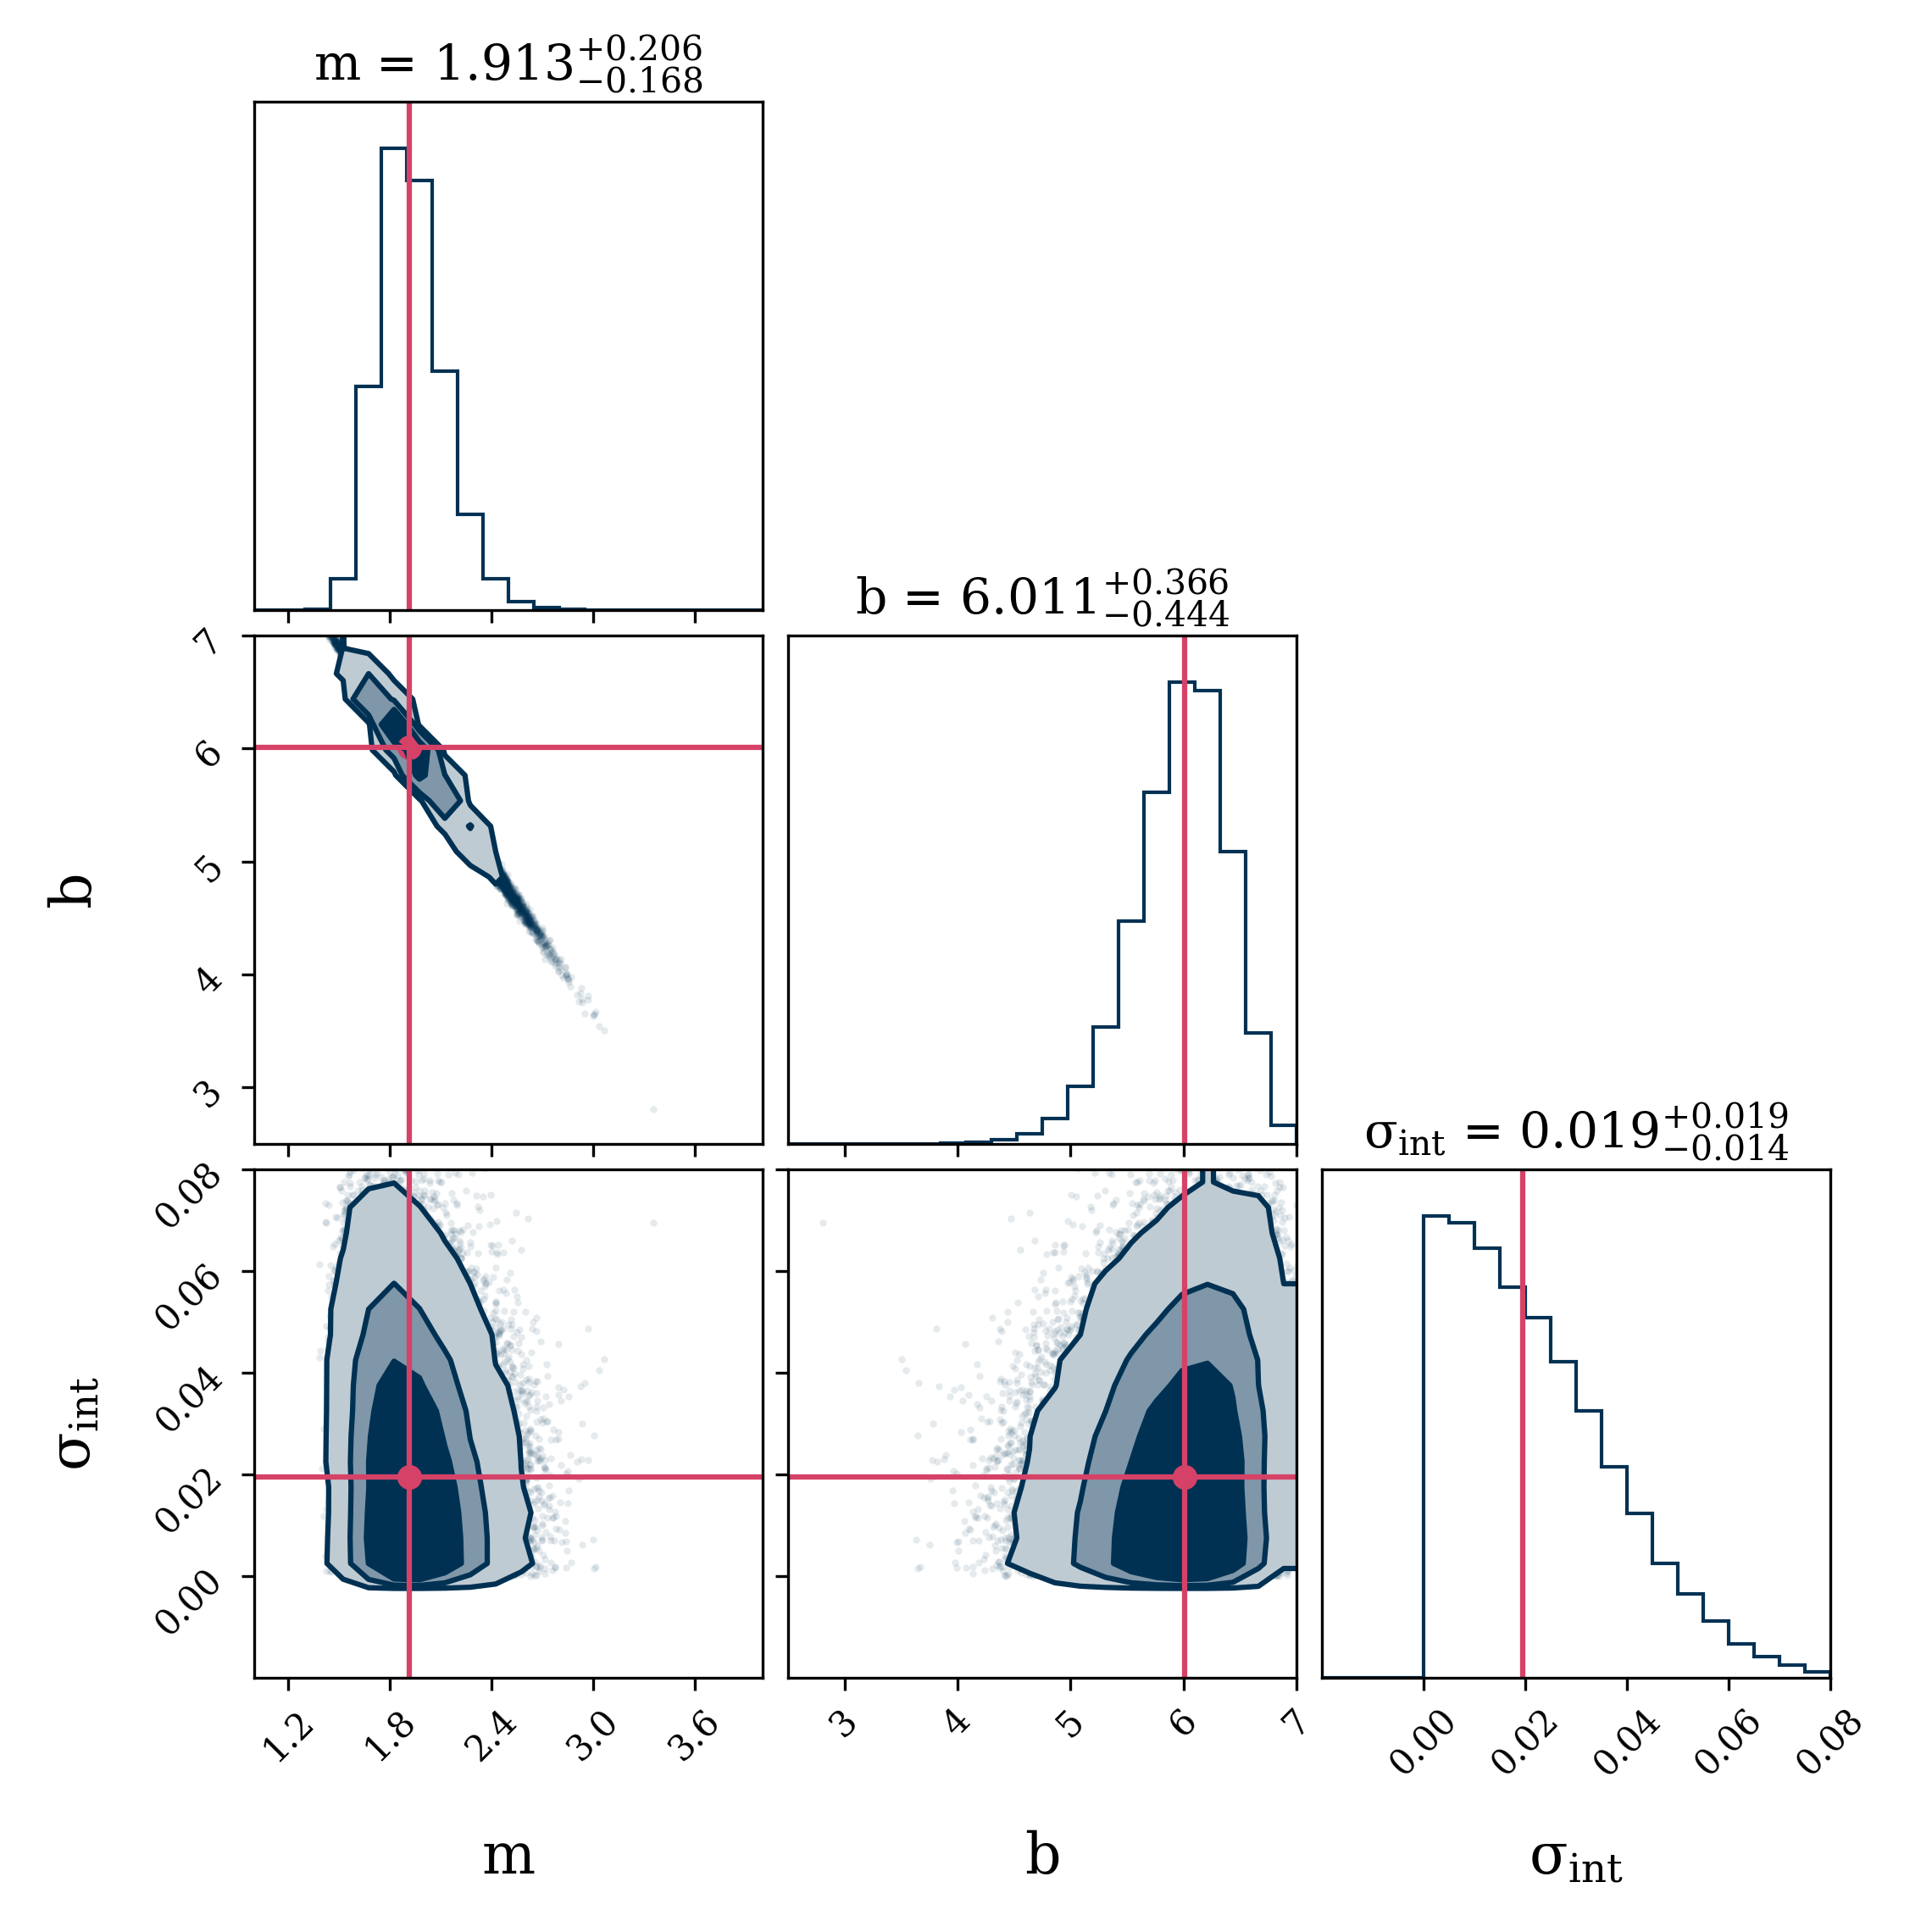 m = 1.913+0.206−0.168
b = 6.011+0.366−0.444
7
6
5
4
3
b
σint = 0.019+0.019−0.014
0.08
0.06
0.04
0.02
0.00
σint
1.2 1.8 2.4 3.0 3.6
3 4 5 6 7
0.00 0.02 0.04 0.06 0.08
m b σint